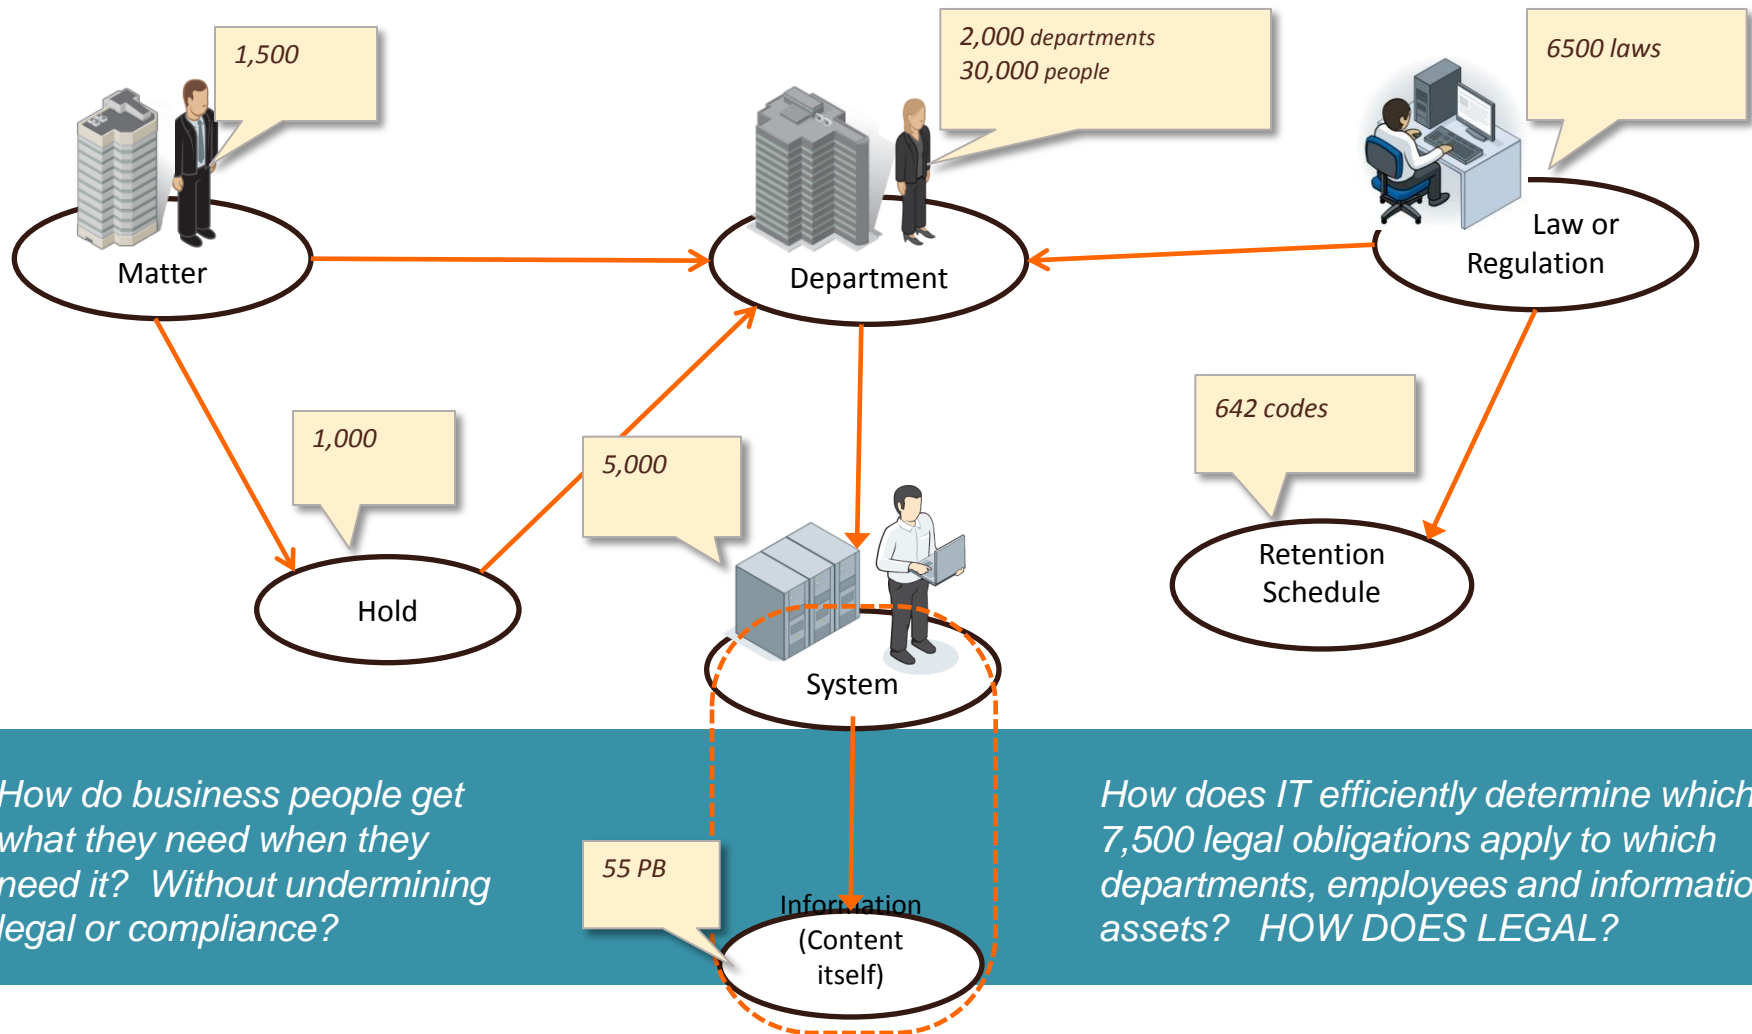 1,500
2,000 departments
30,000 people
6500 laws
Matter
Department
Law or
Regulation
1,000
5,000
642 codes
Hold
System
Retention
Schedule
How do business people get
what they need when they
need it?  Without undermining
legal or compliance?
55 PB
Information
(Content
itself)
How does IT efficiently determine which
7,500 legal obligations apply to which
departments, employees and informatio
assets?   HOW DOES LEGAL?